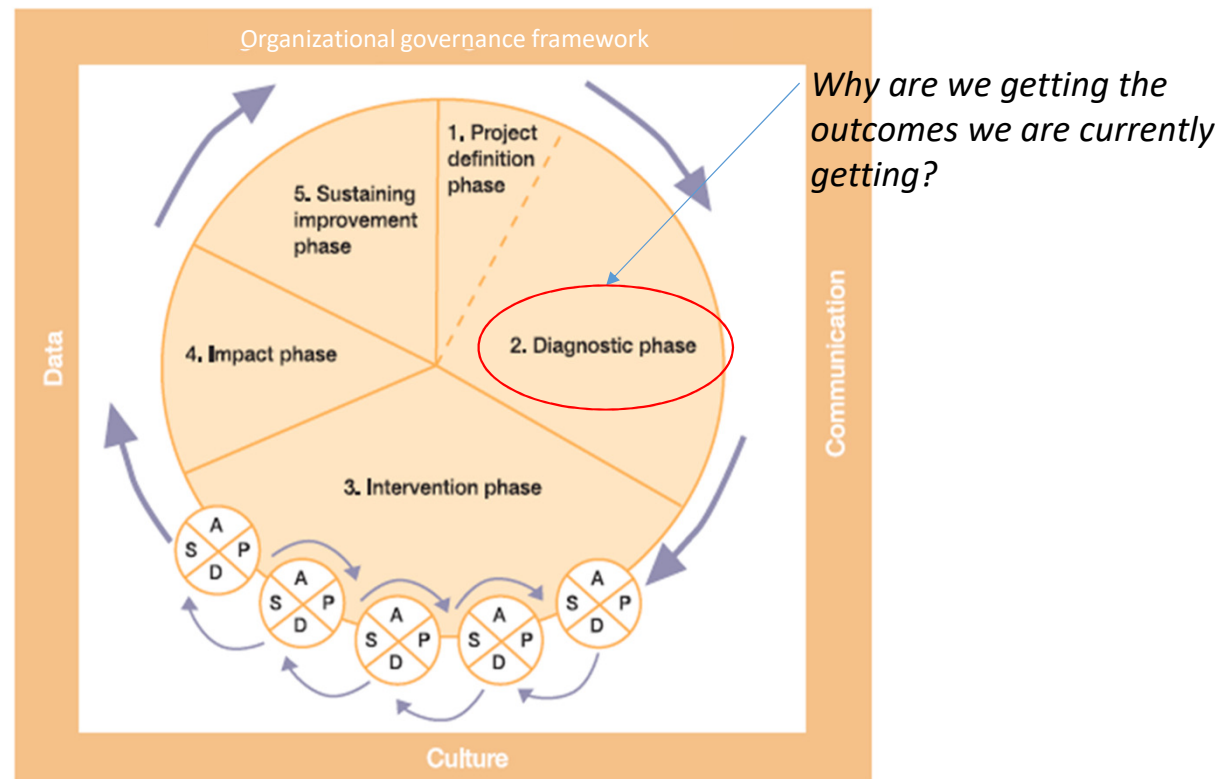 Organizational governance framework
Why are we getting the
outcomes we are currently
getting?
1. Project
definition
phase
5. Sustaining
improvement
phase
2. Diagnostic phase
4. Impact phase
Data
Communication
3. Intervention phase
A
S P
D
A
S P
D
A
S P
D
A
S P
D
A
S P
D
Culture